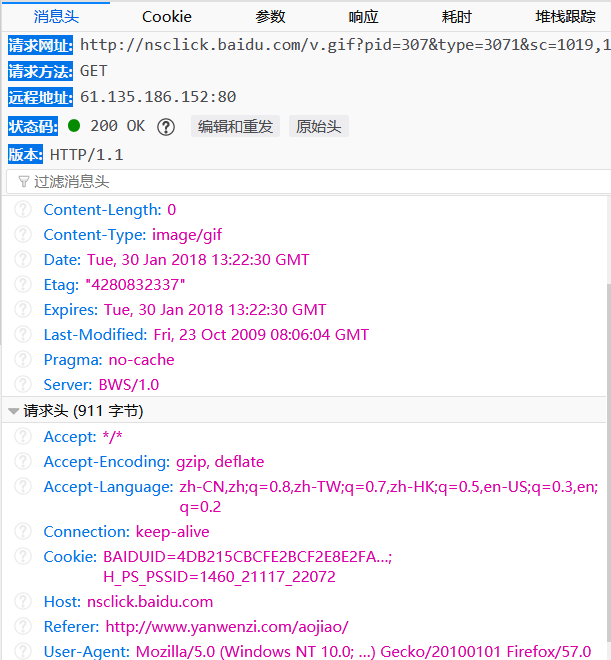 消息头 Cookie 参数 响应 耗时 堆栈跟踪
请求网址: http://nsclick.baidu.com/v.gif?pid=307&type=3071&sc=1019,1
请求方法: GET
远程地址: 61.135.186.152:80
状态码: 200 OK ? 编辑和重发 原始头
版本: HTTP/1.1
过滤消息头
? Content-Length: 0
? Content-Type: image/gif
? Date: Tue, 30 Jan 2018 13:22:30 GMT
? Etag: "4280832337"
? Expires: Tue, 30 Jan 2018 13:22:30 GMT
? Last-Modified: Fri, 23 Oct 2009 08:06:04 GMT
? Pragma: no-cache
? Server: BWS/1.0
请求头 (911 字节)
? Accept: */*
? Accept-Encoding: gzip, deflate
? Accept-Language: zh-CN,zh;q=0.8,zh-TW;q=0.7,zh-HK;q=0.5,en-US;q=0.3,en;
q=0.2
? Connection: keep-alive
? Cookie: BAIDUID=4DB215CBCFE2BCF2E8E2FA...;
H_PS_PSSID=1460_21117_22072
? Host: nsclick.baidu.com
? Referer: http://www.yanwenzi.com/aojiao/
? User-Agent: Mozilla/5.0 (Windows NT 10.0; ...) Gecko/20100101 Firefox/57.0